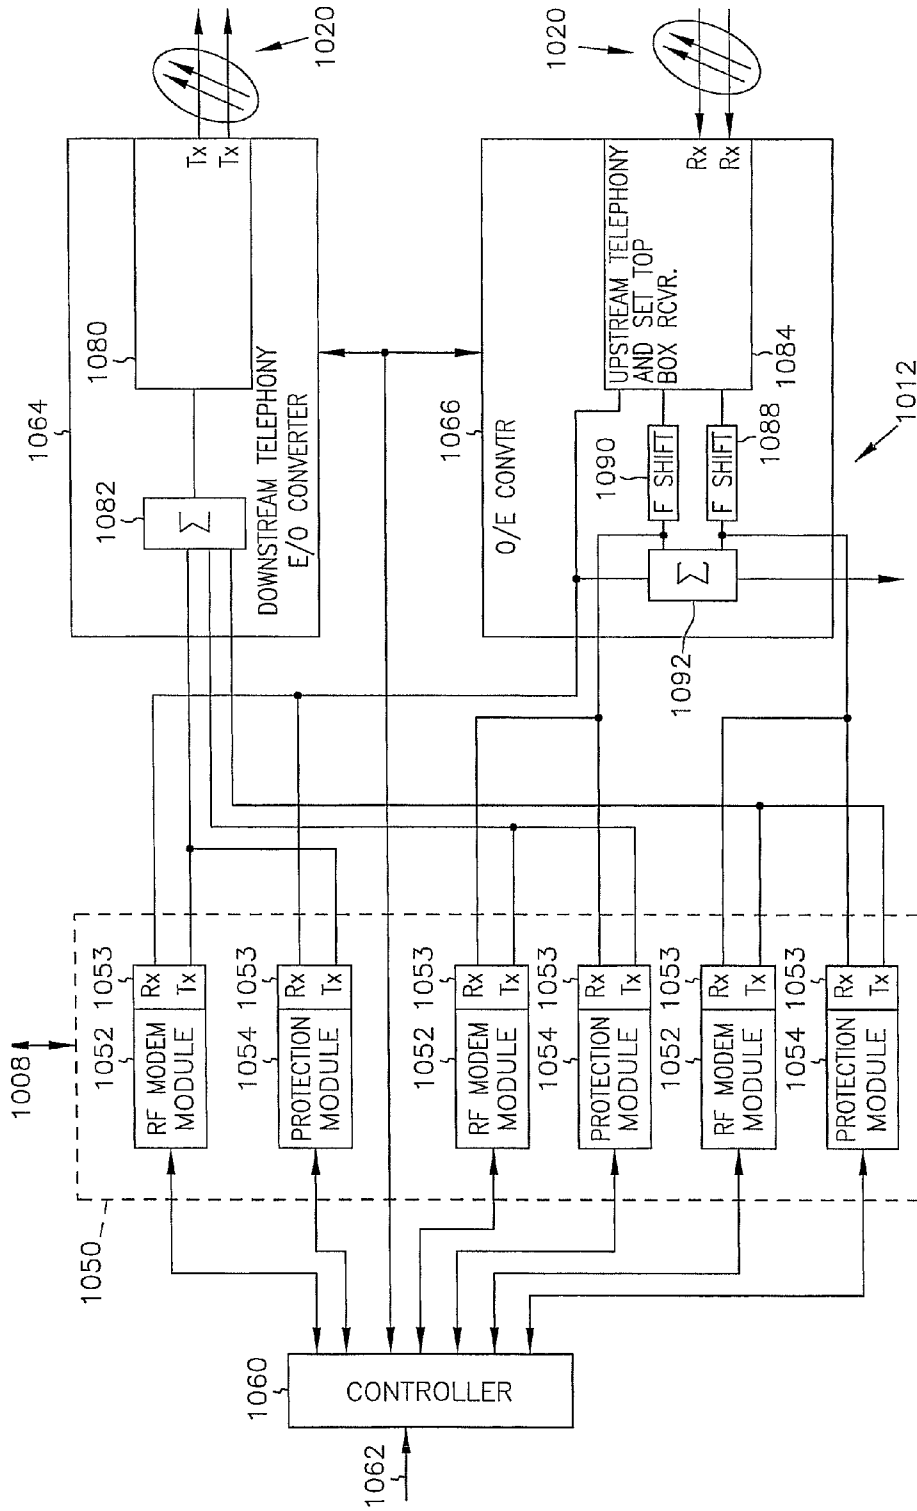 1008
1050
1052
1053
RF MODEM
MODULE
Rx
Tx
1054
1053
PROTECTION
MODULE
Rx
Tx
1052
1053
RF MODEM
MODULE
Rx
Tx
1054
1053
PROTECTION
MODULE
Rx
Tx
1052
1053
RF MODEM
MODULE
Rx
Tx
1054
1053
PROTECTION
MODULE
Rx
Tx
1060
CONTROLLER
1062
1064
1082
Σ
1080
Tx
Tx
DOWNSTREAM TELEPHONY
E/O CONVERTER
1020
1066
O/E CONVTR
1090
F SHIFT
F SHIFT
1088
Σ
1092
UPSTREAM TELEPHONY
AND SET TOP
BOX RCVR.
Rx
Rx
1084
1020
1012